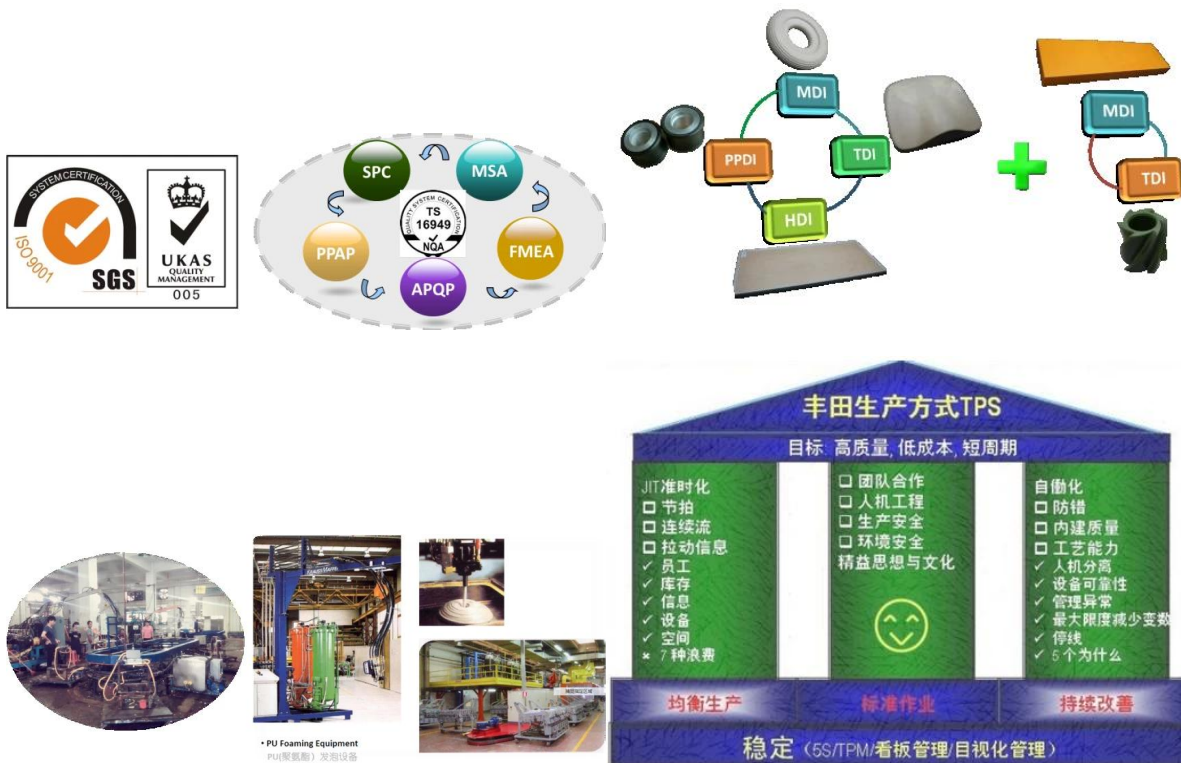 SYSTEM CERTIFICATION
ISO 9001
SGS
UKAS
QUALITY
MANAGEMENT
005
SPC
MSA
PPAP
FMEA
APQP
QUALITY SYSTEM CERTIFICATION
TS
16949
NQA
MDI
PPDI
TDI
HDI
MDI
TDI
• PU Foaming Equipment
PU(聚氨酯)发泡设备
丰田生产方式TPS
目标 高质量, 低成本, 短周期
JIT准时化
☐ 节拍
☐ 连续流
☐ 拉动信息
✓ 员工
✓ 库存
✓ 信息
✓ 设备
✓ 空间
× 7 种浪费
☐ 团队合作
☐ 人机工程
☐ 生产安全
☐ 环境安全
精益思想与文化
自働化
☐ 防错
☐ 内建质量
☐ 工艺能力
✓ 人机分离
✓ 设备可靠性
✓ 管理异常
✓ 最大限度减少变数
✓ 停线
✓ 5 个为什么
均衡生产
标准作业
持续改善
稳定(5S/TPM/看板管理/目视化管理)